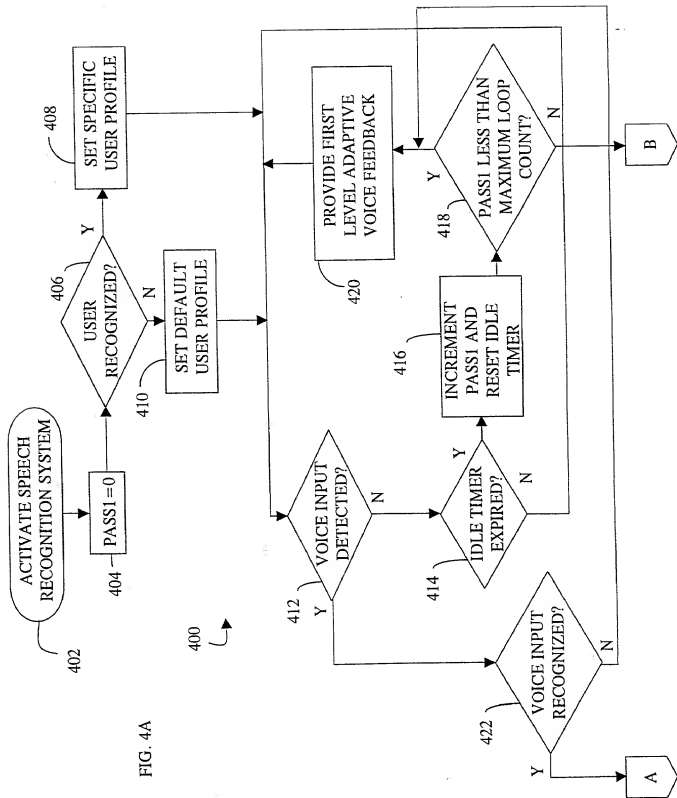 FIG. 4A
400
402
ACTIVATE SPEECH
RECOGNITION SYSTEM
404
PASS1=0
406
USER
RECOGNIZED?
Y
N
408
SET SPECIFIC
USER PROFILE
410
SET DEFAULT
USER PROFILE
412
VOICE INPUT
DETECTED?
Y
N
414
IDLE TIMER
EXPIRED?
Y
N
416
INCREMENT
PASS1 AND
RESET IDLE
TIMER
418
PASS1 LESS THAN
MAXIMUM LOOP
COUNT?
Y
N
420
PROVIDE FIRST
LEVEL ADAPTIVE
VOICE FEEDBACK
422
VOICE INPUT
RECOGNIZED?
Y
N
A
B